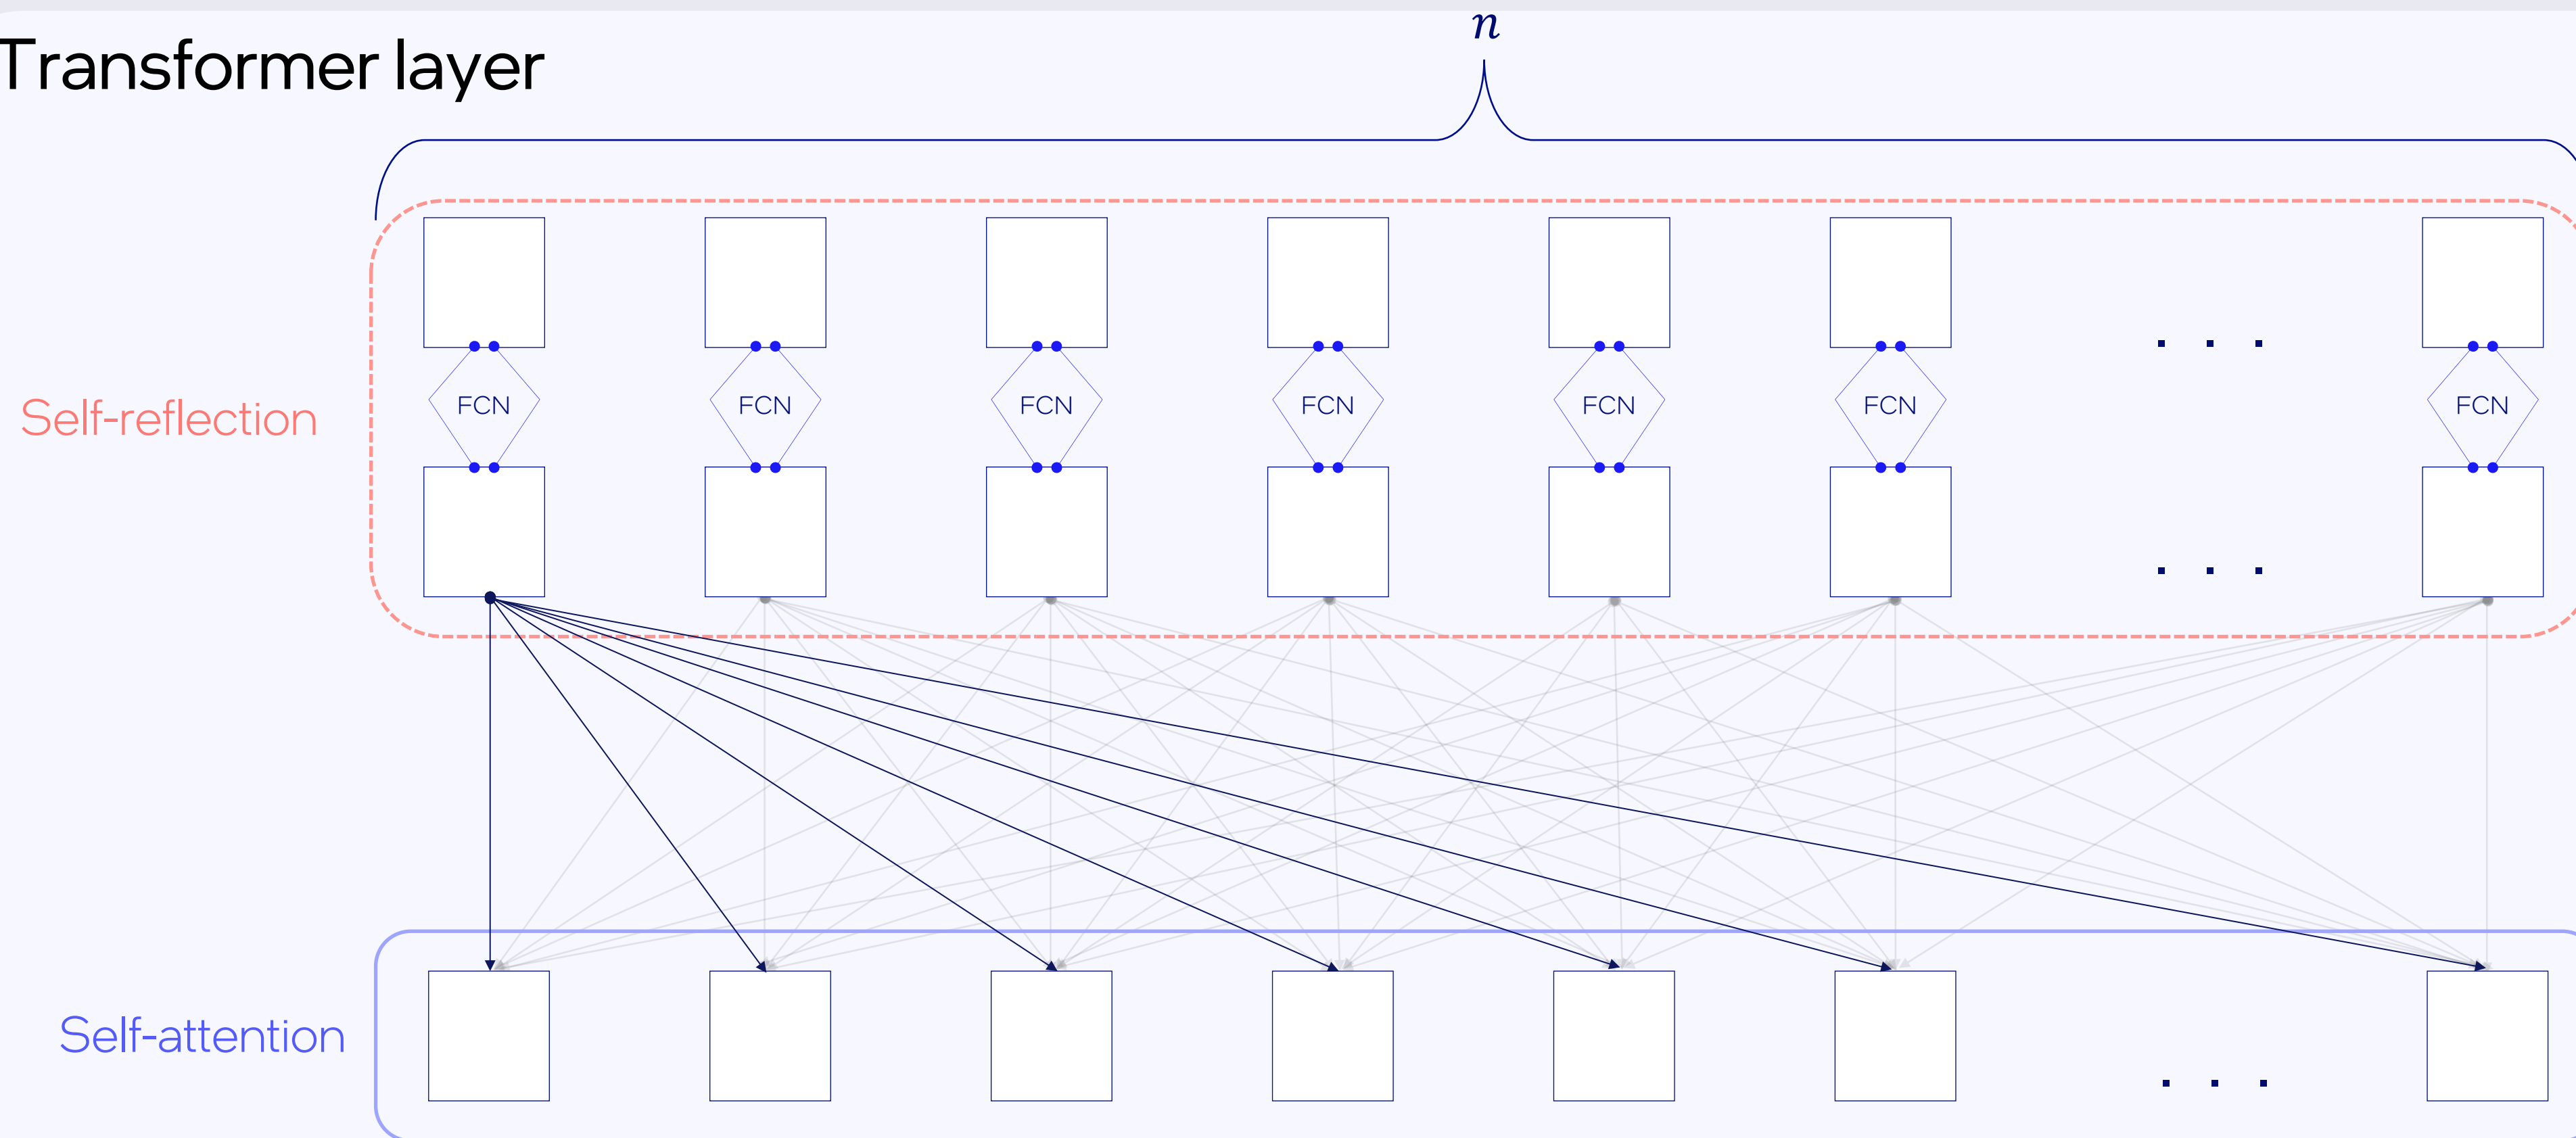 n
Transformer layer
FCN FCN FCN FCN FCN FCN FCN
. . .
Self-reflection
. . .
Self-attention
. . .